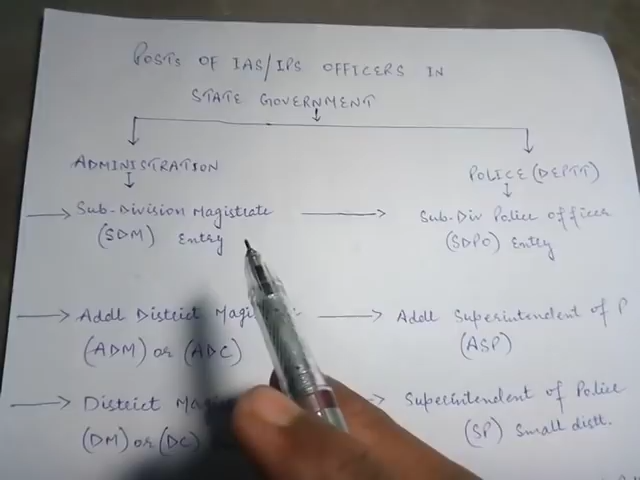 POSTS OF IAS/IPS OFFICERS IN
STATE GOVERNMENT
ADMINISTRATION
POLICE (DEPTT)
Sub-Division Magistrate
Sub-Div Police officer
(SDM) Entry
(SDPO) Entry
Addl District
Addl Superintendent of P
(ADM) or (ADC)
(ASP)
District
Superintendent of Police
(DM) or (DC)
(SP) Small distt.